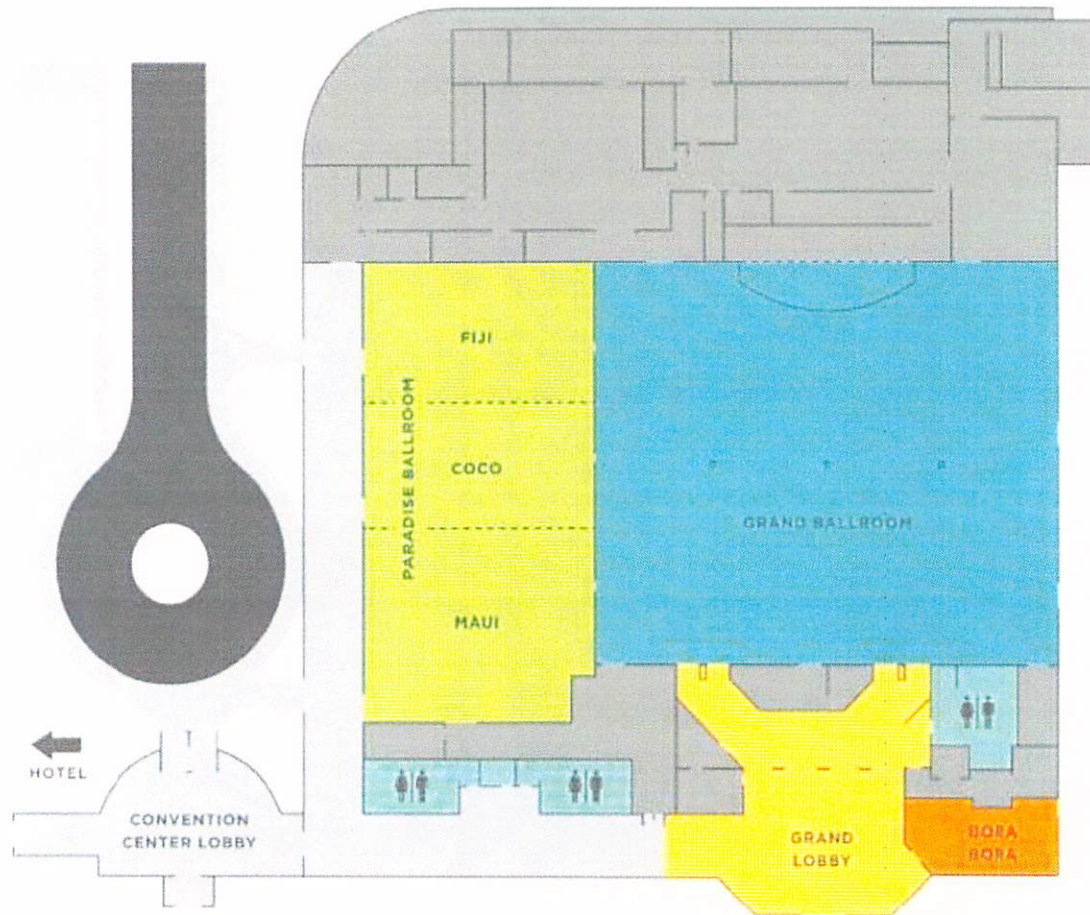 FIJI
COCO
PARADISE BALLROOM
MAUI
GRAND BALLROOM
HOTEL
CONVENTION
CENTER LOBBY
GRAND
LOBBY
BORA
BORA